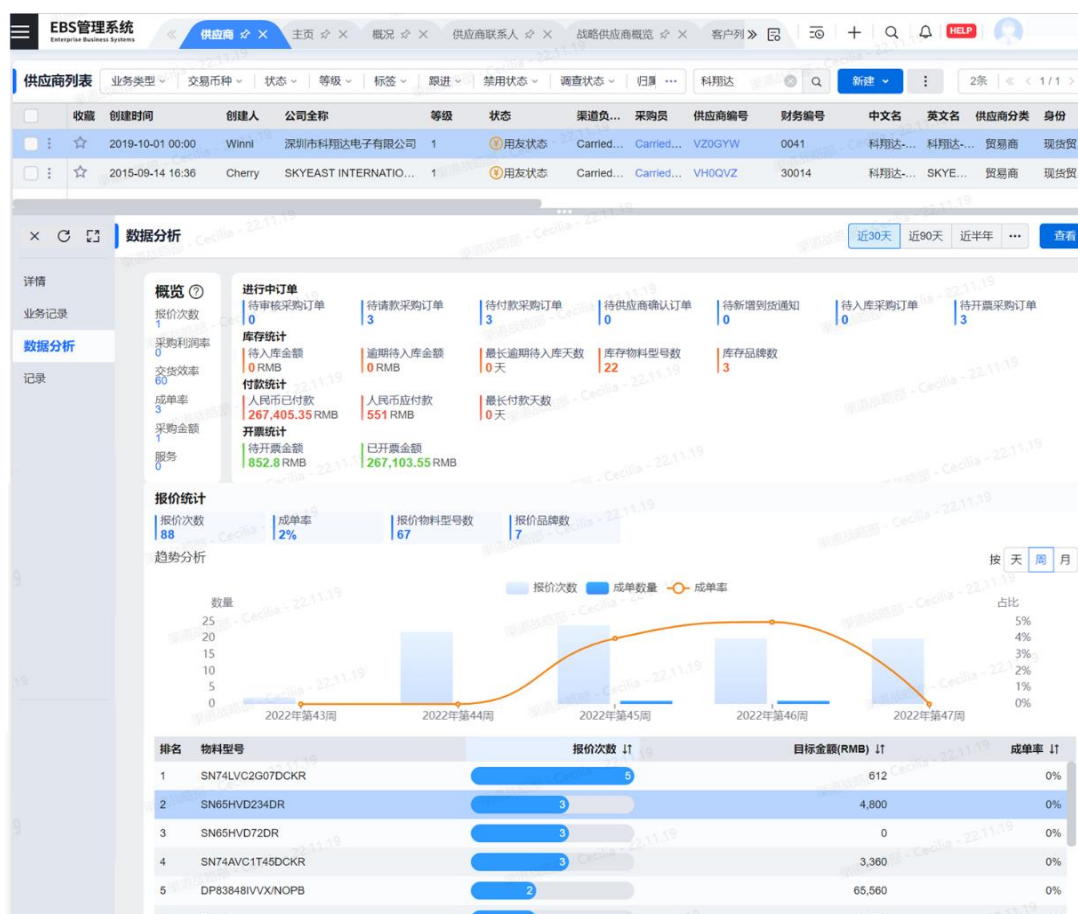 EBS管理系统
Enterprise Business Systems
供应商 主页 概况 供应商联系人 战略供应商概览 客户列 HELP
供应商列表 业务类型 交易币种 状态 等级 标签 跟进 禁用状态 调查状态 归属 ··· 科翔达 新建 2条 1/1
收藏 创建时间 创建人 公司全称 等级 状态 渠道负... 采购员 供应商编号 财务编号 中文名 英文名 供应商分类 身份
2019-10-01 00:00 Winni 深圳市科翔达电子有限公司 1 用友状态 Carried... Carried... VZ0GYW 0041 科翔达-... 科翔达-... 贸易商 现货贸
2015-09-14 16:36 Cherry SKYEAST INTERNATIO... 1 用友状态 Carried... Carried... VH0QVZ 30014 科翔达-... SKYE... 贸易商 现货贸
数据分析 近30天 近90天 近半年 ··· 查看
详情
业务记录
数据分析
记录
概览
报价次数
1
采购利润率
0
交货效率
60
成单率
3
采购金额
1
服务
0
进行中订单
待审核采购订单 待请款采购订单 待付款采购订单 待供应商确认订单 待新增到货通知 待入库采购订单 待开票采购订单
0 3 3 0 0 0 3
库存统计
待入库金额 逾期待入库金额 最长逾期待入库天数 库存物料型号数 库存品牌数
0 RMB 0 RMB 0 天 22 3
付款统计
人民币已付款 人民币应付款 最长付款天数
267,405.35 RMB 551 RMB 0 天
开票统计
待开票金额 已开票金额
852.8 RMB 267,103.55 RMB
报价统计
报价次数 成单率 报价物料型号数 报价品牌数
88 2% 67 7
趋势分析 按 天 周 月
报价次数 成单数量 成单率
数量 占比
25 5%
20 4%
15 3%
10 2%
5 1%
0 0%
2022年第43周 2022年第44周 2022年第45周 2022年第46周 2022年第47周
排名 物料型号 报价次数 目标金额(RMB) 成单率
1 SN74LVC2G07DCKR 5 612 0%
2 SN65HVD234DR 3 4,800 0%
3 SN65HVD72DR 3 0 0%
4 SN74AVC1T45DCKR 3 3,360 0%
5 DP83848IVVX/NOPB 2 65,560 0%